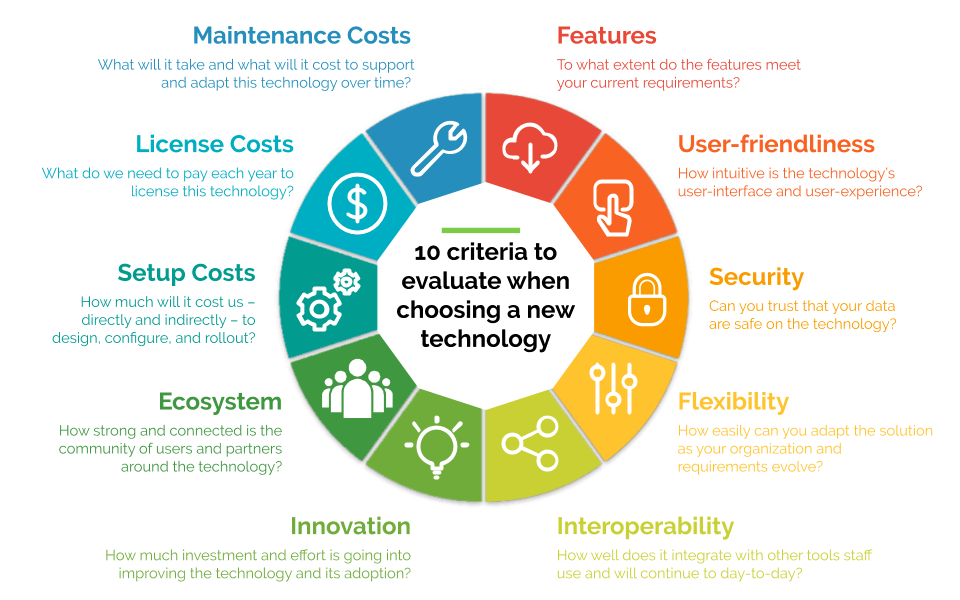 Maintenance Costs
What will it take and what will it cost to support
and adapt this technology over time?
Features
To what extent do the features meet
your current requirements?
License Costs
What do we need to pay each year to
license this technology?
User-friendliness
How intuitive is the technology's
user-interface and user-experience?
10 criteria to
evaluate when
choosing a new
technology
Setup Costs
How much will it cost us –
directly and indirectly – to
design, configure, and rollout?
Security
Can you trust that your data
are safe on the technology?
Ecosystem
How strong and connected is the
community of users and partners
around the technology?
Flexibility
How easily can you adapt the solution
as your organization and
requirements evolve?
Innovation
How much investment and effort is going into
improving the technology and its adoption?
Interoperability
How well does it integrate with other tools staff
use and will continue to day-to-day?